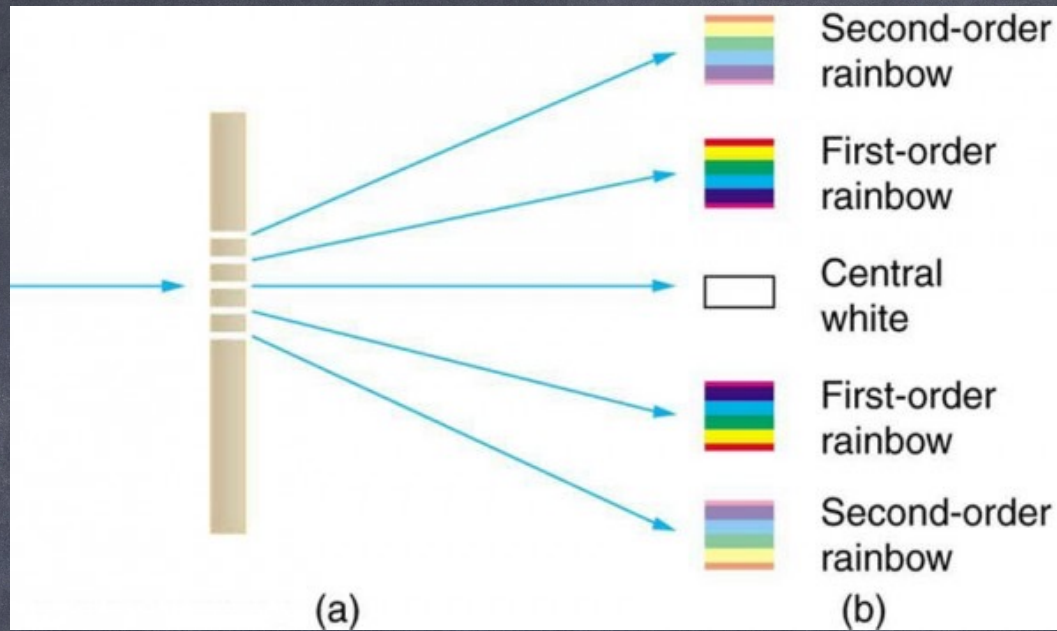 Second-order
rainbow
First-order
rainbow
Central
white
First-order
rainbow
Second-order
rainbow
(a)
(b)